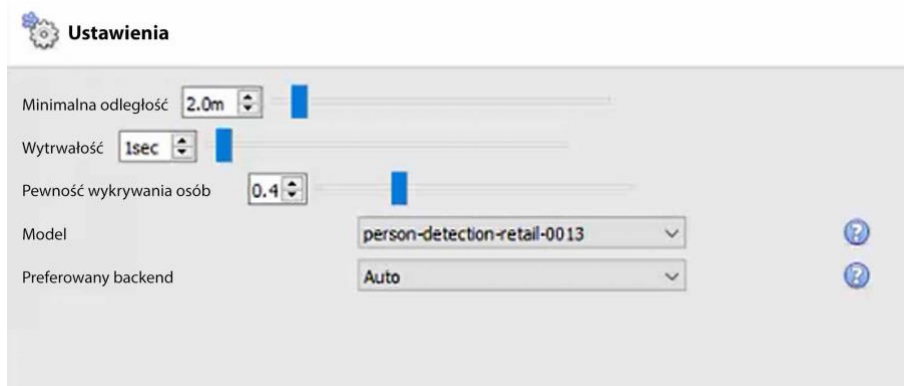 Ustawienia
Minimalna odległość 2.0m
Wytrwałość 1sec
Pewność wykrywania osób 0.4
Model person-detection-retail-0013
Preferowany backend Auto